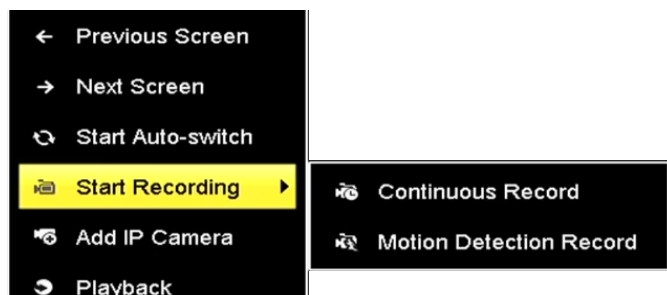 Previous Screen
Next Screen
Start Auto-switch
Start Recording
Continuous Record
Add IP Camera
Motion Detection Record
Playback